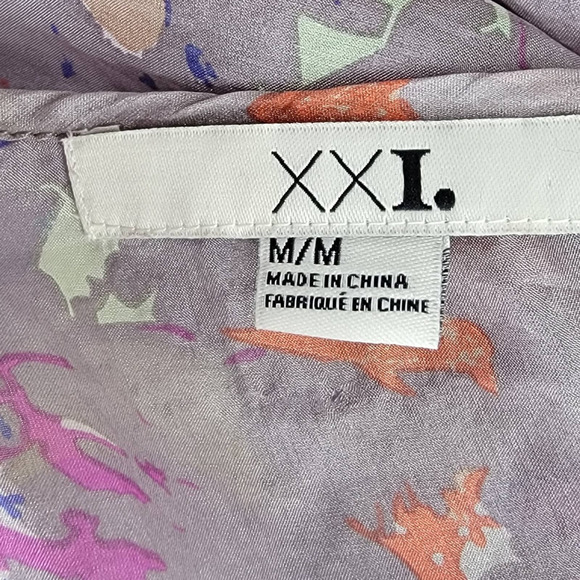 XXI.
M/M
MADE IN CHINA
FABRIQUÉ EN CHINE